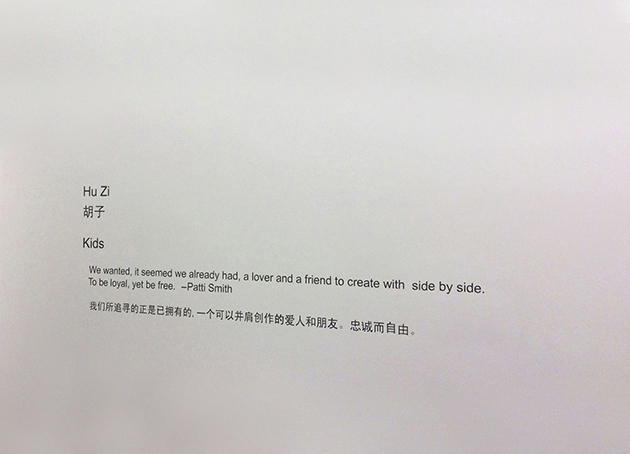 Hu Zi
胡子
Kids
We wanted, it seemed we already had, a lover and a friend to create with side by side.
To be loyal, yet be free. –Patti Smith
我们所追寻的正是已拥有的, 一个可以并肩创作的爱人和朋友。忠诚而自由。